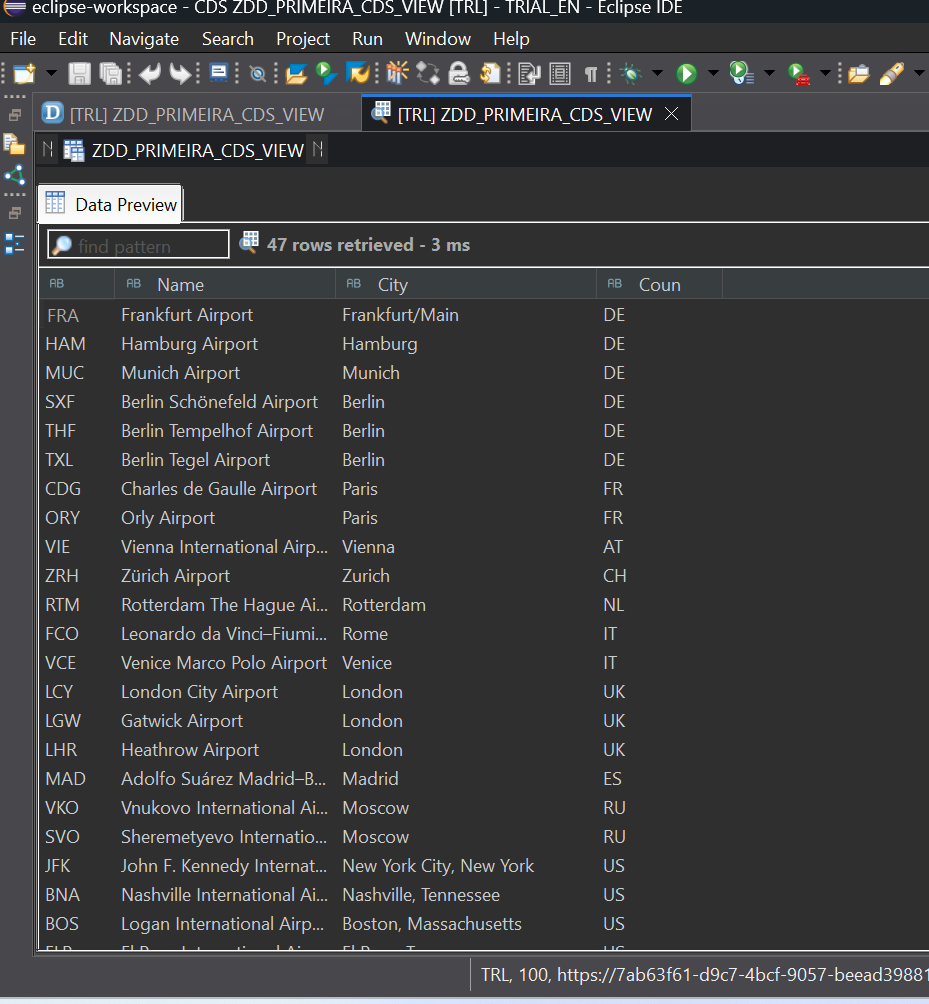 eclipse-workspace - CDS ZDD_PRIMEIRA_CDS_VIEW [TRL] - TRIAL_EN - Eclipse IDE
File Edit Navigate Search Project Run Window Help
[TRL] ZDD_PRIMEIRA_CDS_VIEW [TRL] ZDD_PRIMEIRA_CDS_VIEW
ZDD_PRIMEIRA_CDS_VIEW
Data Preview
find pattern 47 rows retrieved - 3 ms
AB AB Name AB City AB Coun
FRA Frankfurt Airport Frankfurt/Main DE
HAM Hamburg Airport Hamburg DE
MUC Munich Airport Munich DE
SXF Berlin Schönefeld Airport Berlin DE
THF Berlin Tempelhof Airport Berlin DE
TXL Berlin Tegel Airport Berlin DE
CDG Charles de Gaulle Airport Paris FR
ORY Orly Airport Paris FR
VIE Vienna International Airp... Vienna AT
ZRH Zürich Airport Zurich CH
RTM Rotterdam The Hague Ai... Rotterdam NL
FCO Leonardo da Vinci–Fiumi... Rome IT
VCE Venice Marco Polo Airport Venice IT
LCY London City Airport London UK
LGW Gatwick Airport London UK
LHR Heathrow Airport London UK
MAD Adolfo Suárez Madrid–B... Madrid ES
VKO Vnukovo International Ai... Moscow RU
SVO Sheremetyevo Internatio... Moscow RU
JFK John F. Kennedy Internat... New York City, New York US
BNA Nashville International Ai... Nashville, Tennessee US
BOS Logan International Airp... Boston, Massachusetts US
TRL, 100, https://7ab63f61-d9c7-4bcf-9057-beead39881